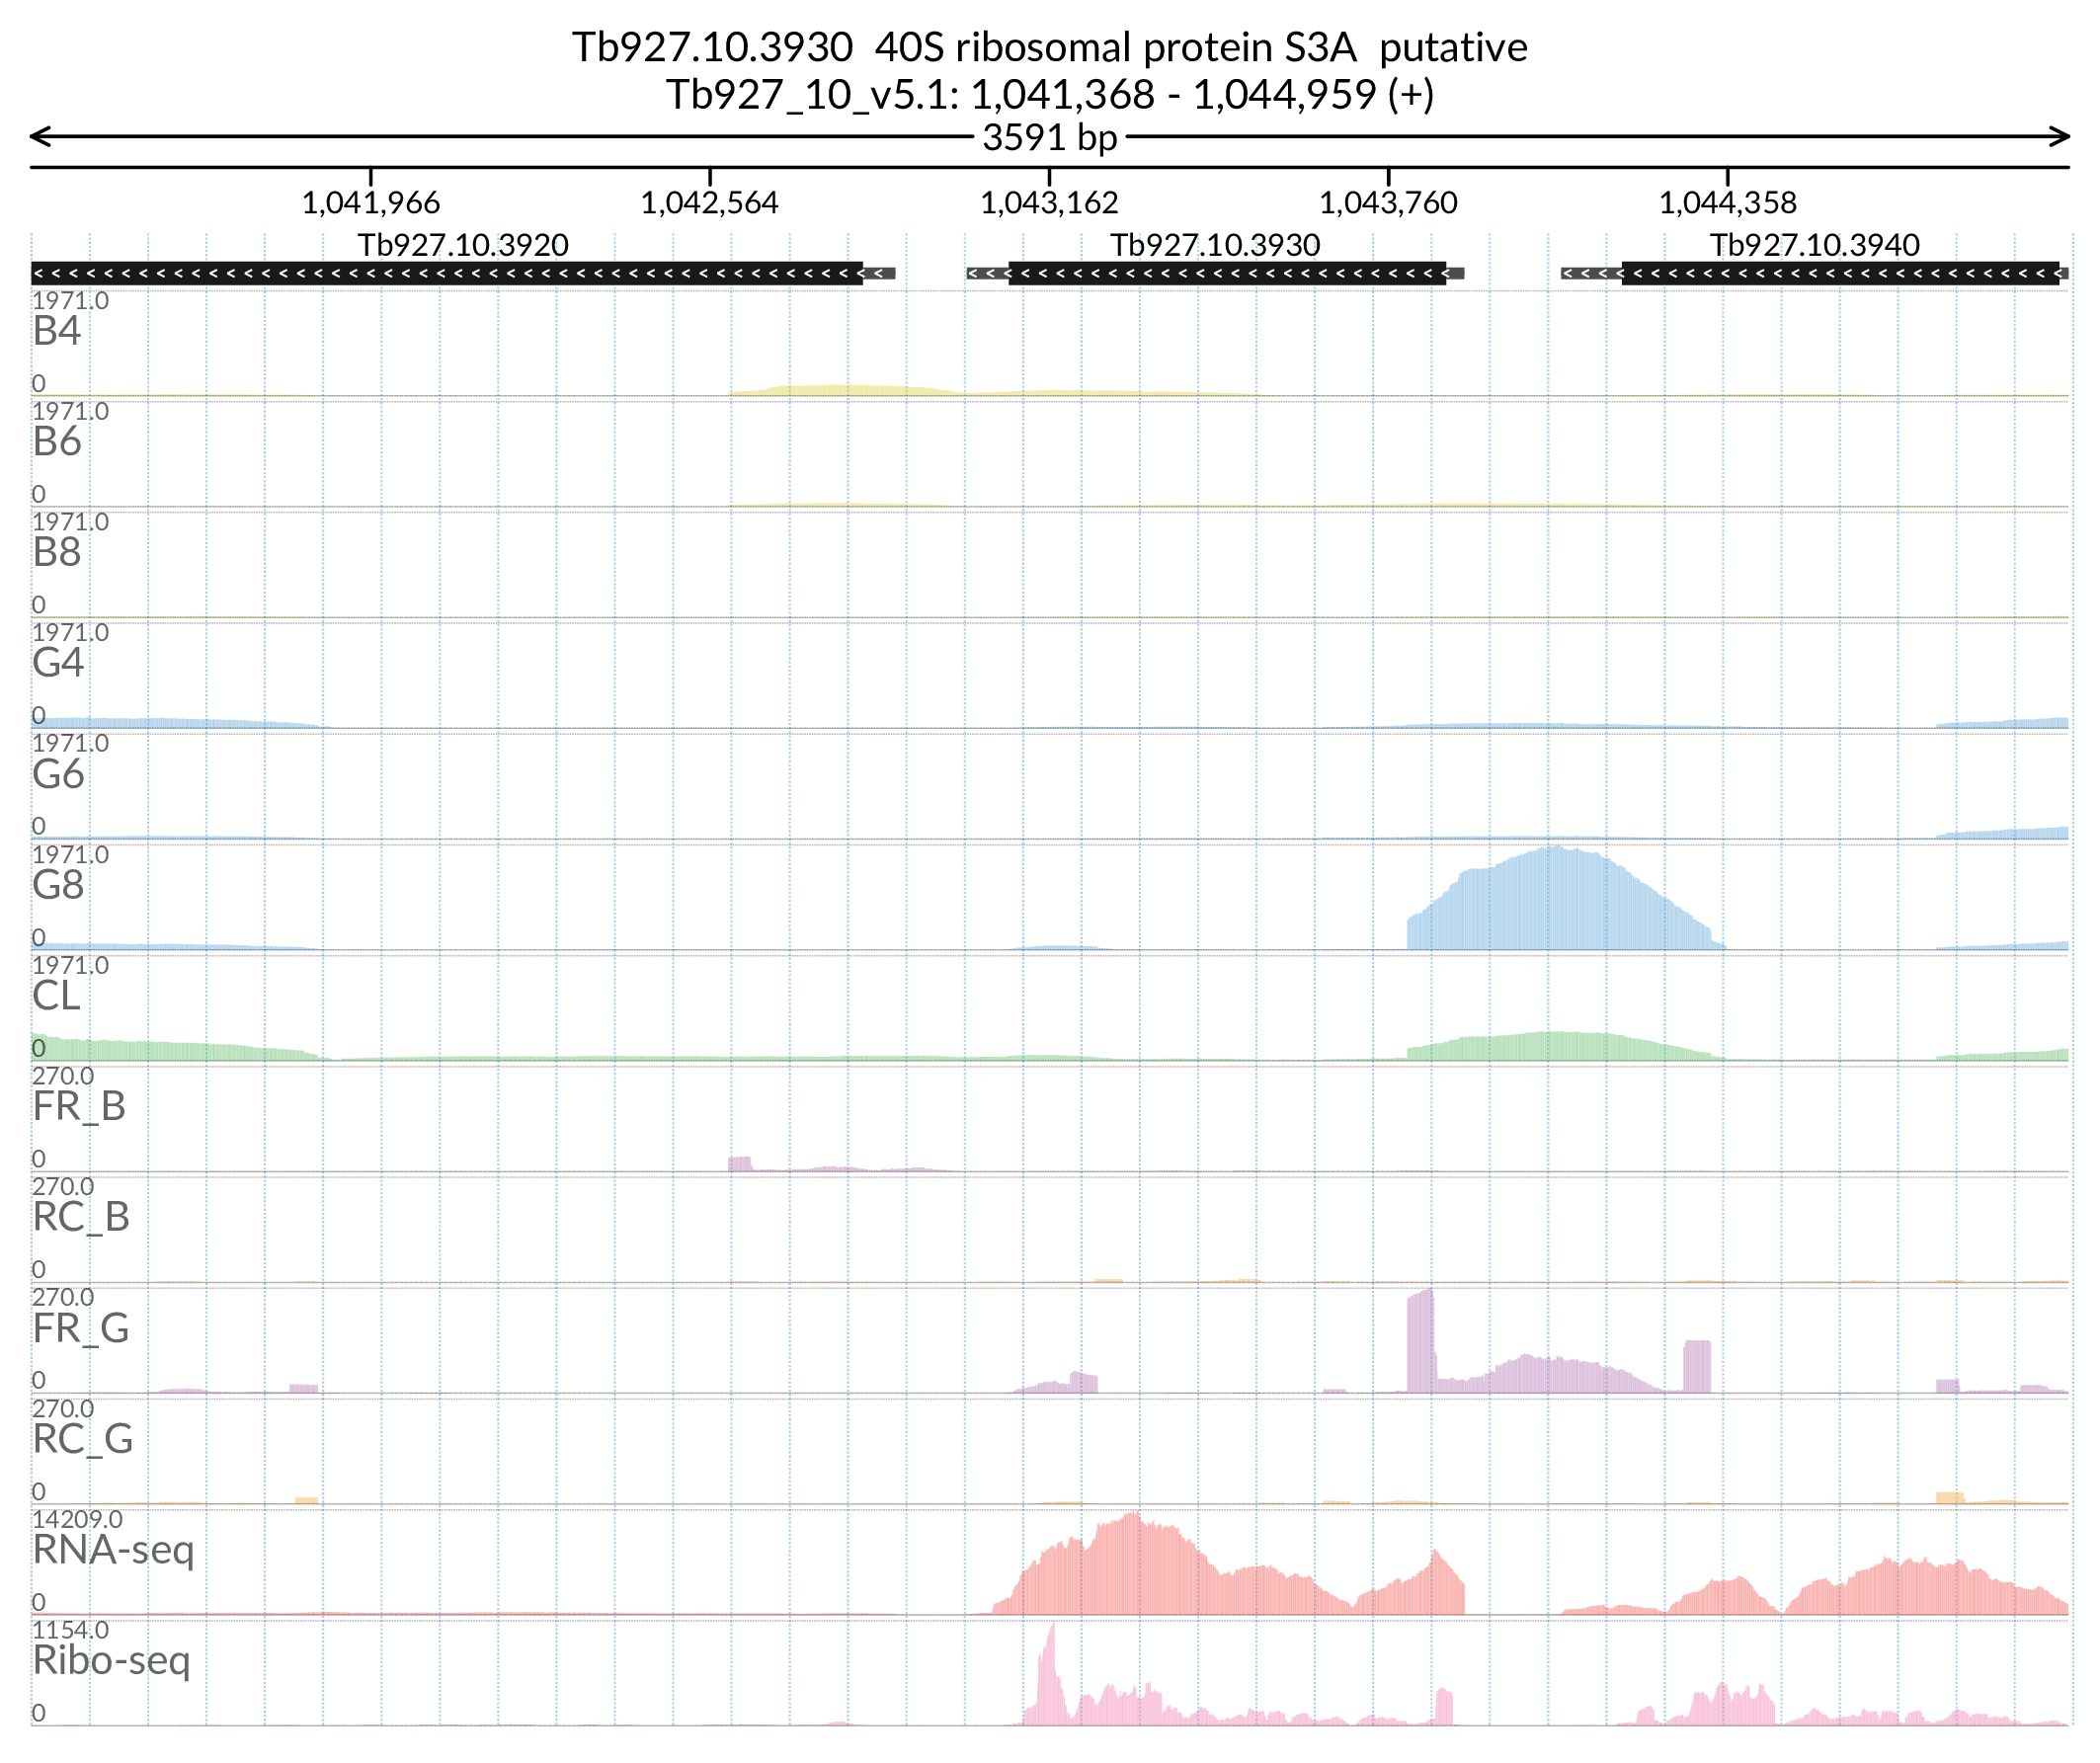 Tb927.10.3930 40S ribosomal protein S3A putative
Tb927_10_v5.1: 1,041,368 - 1,044,959 (+)
3591 bp
1,041,966 1,042,564 1,043,162 1,043,760 1,044,358
Tb927.10.3920 Tb927.10.3930 Tb927.10.3940
1971.0
B4
0
1971.0
B6
0
1971.0
B8
0
1971.0
G4
0
1971.0
G6
0
1971.0
G8
0
1971.0
CL
0
270.0
FR_B
0
270.0
RC_B
0
270.0
FR_G
0
270.0
RC_G
0
14209.0
RNA-seq
0
1154.0
Ribo-seq
0